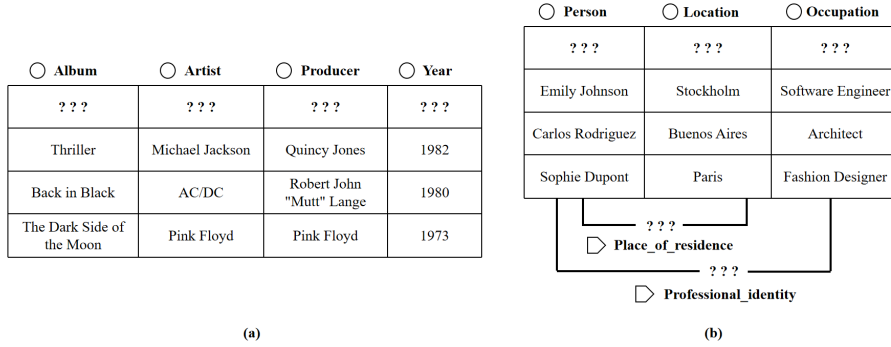 Album Artist Producer Year
? ? ? ? ? ? ? ? ? ? ? ?
Thriller Michael Jackson Quincy Jones 1982
Back in Black AC/DC Robert John "Mutt" Lange 1980
The Dark Side of the Moon Pink Floyd Pink Floyd 1973
(a)
Person Location Occupation
? ? ? ? ? ? ? ? ?
Emily Johnson Stockholm Software Engineer
Carlos Rodriguez Buenos Aires Architect
Sophie Dupont Paris Fashion Designer
? ? ?
Place_of_residence
? ? ?
Professional_identity
(b)